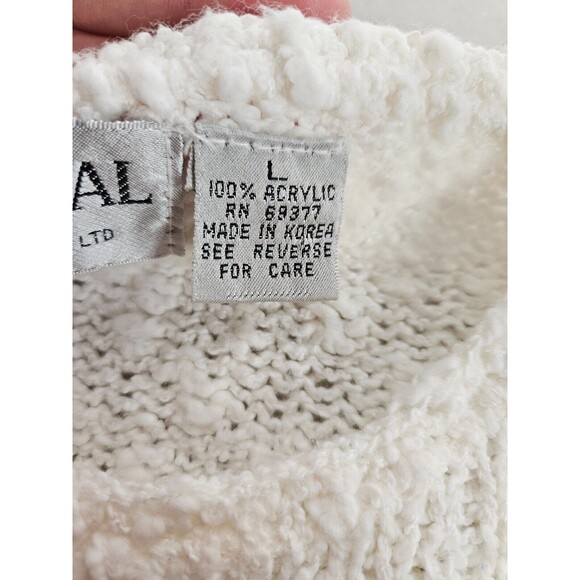 AL
LTD
L
100% ACRYLIC
RN 69377
MADE IN KOREA
SEE REVERSE
FOR CARE